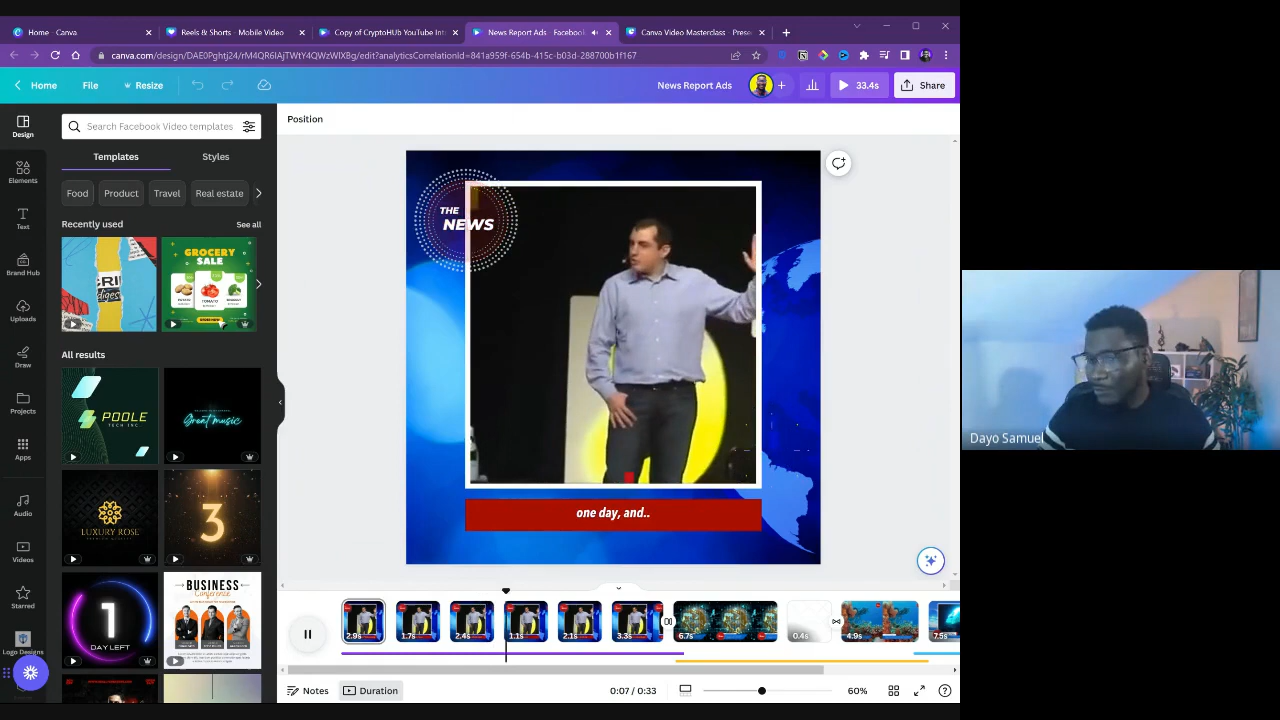 Home - Canva
Reels & Shorts - Mobile Video
Copy of CryptoHUb YouTube Int
News Report Ads - Facebook
Canva Video Masterclass - Prese
canva.com/design/DAE0Pghtj24/rM4QR6lAjTWtY4QWzWlXBg/edit?analyticsCorrelationId=841a959f-654b-415c-b03d-288700b1f167
Home
File
Resize
News Report Ads
33.4s
Share
Design
Elements
Text
Brand Hub
Uploads
Draw
Projects
Apps
Audio
Videos
Starred
Logo Designs
Search Facebook Video templates
Templates
Styles
Food
Product
Travel
Real estate
Recently used
See all
GROCERY
SALE
All results
POOLE
TECH INC
Great music
LUXURY ROSE
3
1
DAY LEFT
BUSINESS
Conference
Position
THE
NEWS
one day, and..
2.9s
1.7s
2.4s
1.1s
2.1s
3.3s
6.7s
0.4s
4.9s
7.5s
Notes
Duration
0:07 / 0:33
60%
Dayo Samuel